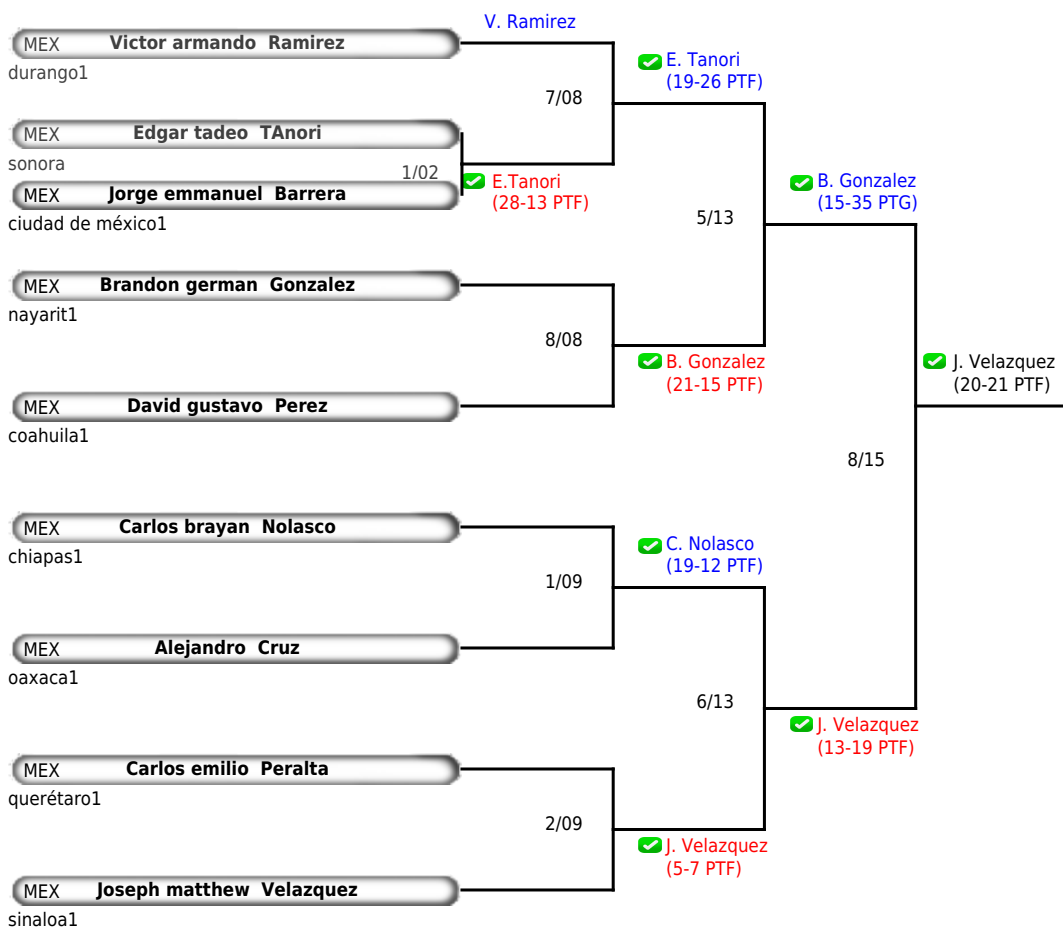 V. Ramirez
MEX Victor armando Ramirez
durango1
E. Tanori
(19-26 PTF)
7/08
MEX Edgar tadeo TAnori
sonora
1/02
E.Tanori
(28-13 PTF)
MEX Jorge emmanuel Barrera
ciudad de méxico1
B. Gonzalez
(15-35 PTG)
5/13
MEX Brandon german Gonzalez
nayarit1
8/08
B. Gonzalez
(21-15 PTF)
J. Velazquez
(20-21 PTF)
MEX David gustavo Perez
coahuila1
8/15
MEX Carlos brayan Nolasco
chiapas1
C. Nolasco
(19-12 PTF)
1/09
MEX Alejandro Cruz
oaxaca1
6/13
J. Velazquez
(13-19 PTF)
MEX Carlos emilio Peralta
querétaro1
2/09
J. Velazquez
(5-7 PTF)
MEX Joseph matthew Velazquez
sinaloa1